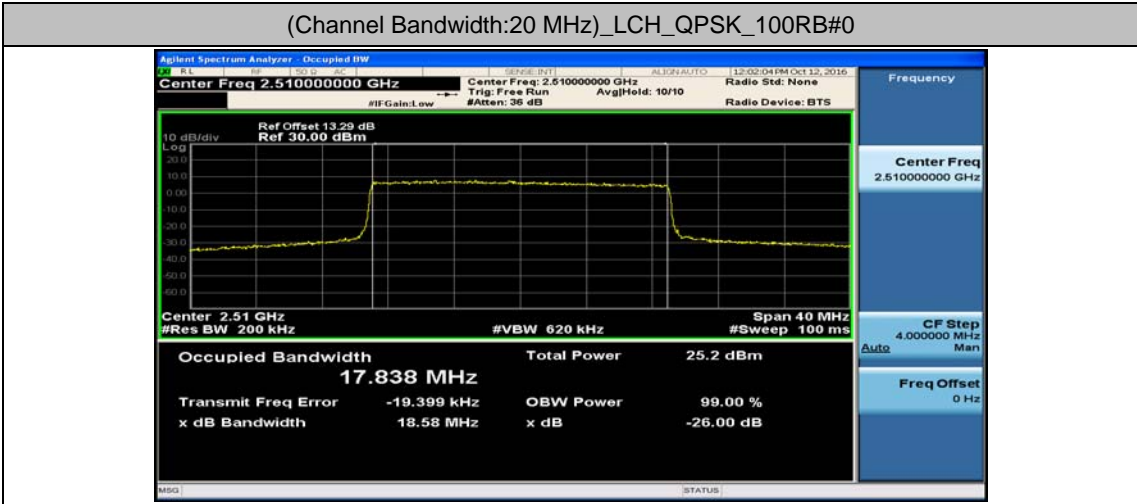 (Channel Bandwidth:20 MHz)_LCH_QPSK_100RB#0
Agilent Spectrum Analyzer - Occupied BW
RL RF 50 Ω AC SENSE:INT ALIGN AUTO 12:02:04 PM Oct 12, 2016
Center Freq 2.510000000 GHz
Center Freq: 2.510000000 GHz
Radio Std: None
Trig: Free Run Avg|Hold: 10/10
#IFGain:Low #Atten: 36 dB Radio Device: BTS
Frequency
Ref Offset 13.29 dB
10 dB/div Ref 30.00 dBm
Log
20.0
10.0
0.00
-10.0
-20.0
-30.0
-40.0
-50.0
-60.0
Center Freq
2.510000000 GHz
Center 2.51 GHz Span 40 MHz
#Res BW 200 kHz #VBW 620 kHz #Sweep 100 ms
CF Step
4.000000 MHz
Auto Man
Occupied Bandwidth Total Power 25.2 dBm
17.838 MHz
Transmit Freq Error -19.399 kHz OBW Power 99.00 %
x dB Bandwidth 18.58 MHz x dB -26.00 dB
Freq Offset
0 Hz
MSG STATUS